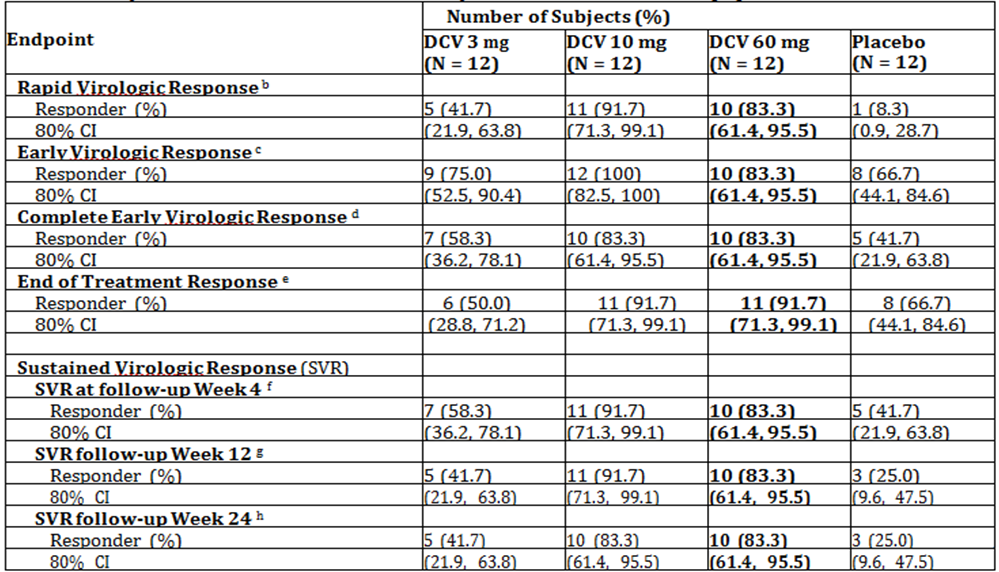 Number of Subjects (%)
Endpoint
DCV 3 mg (N = 12) DCV 10 mg (N = 12) DCV 60 mg (N = 12) Placebo (N = 12)
Rapid Virologic Response b
Responder (%) 5 (41.7) 11 (91.7) 10 (83.3) 1 (8.3)
80% CI (21.9, 63.8) (71.3, 99.1) (61.4, 95.5) (0.9, 28.7)
Early Virologic Response c
Responder (%) 9 (75.0) 12 (100) 10 (83.3) 8 (66.7)
80% CI (52.5, 90.4) (82.5, 100) (61.4, 95.5) (44.1, 84.6)
Complete Early Virologic Response d
Responder (%) 7 (58.3) 10 (83.3) 10 (83.3) 5 (41.7)
80% CI (36.2, 78.1) (61.4, 95.5) (61.4, 95.5) (21.9, 63.8)
End of Treatment Response e
Responder (%) 6 (50.0) 11 (91.7) 11 (91.7) 8 (66.7)
80% CI (28.8, 71.2) (71.3, 99.1) (71.3, 99.1) (44.1, 84.6)
Sustained Virologic Response (SVR)
SVR at follow-up Week 4 f
Responder (%) 7 (58.3) 11 (91.7) 10 (83.3) 5 (41.7)
80% CI (36.2, 78.1) (71.3, 99.1) (61.4, 95.5) (21.9, 63.8)
SVR follow-up Week 12 g
Responder (%) 5 (41.7) 11 (91.7) 10 (83.3) 3 (25.0)
80% CI (21.9, 63.8) (71.3, 99.1) (61.4, 95.5) (9.6, 47.5)
SVR follow-up Week 24 h
Responder (%) 5 (41.7) 10 (83.3) 10 (83.3) 3 (25.0)
80% CI (21.9, 63.8) (61.4, 95.5) (61.4, 95.5) (9.6, 47.5)